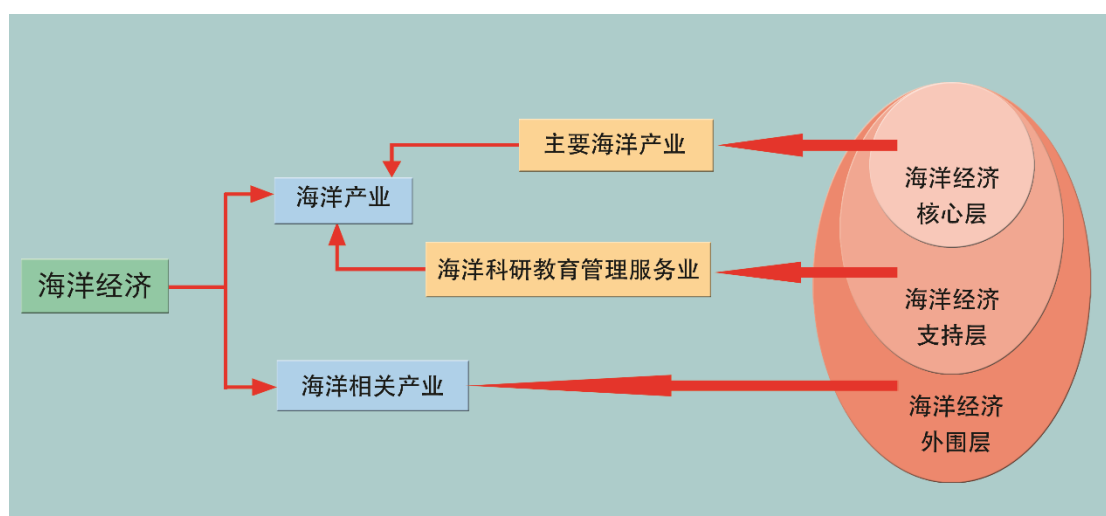 主要海洋产业
海洋产业
海洋科研教育管理服务业
海洋经济
海洋相关产业
海洋经济
核心层
海洋经济
支持层
海洋经济
外围层